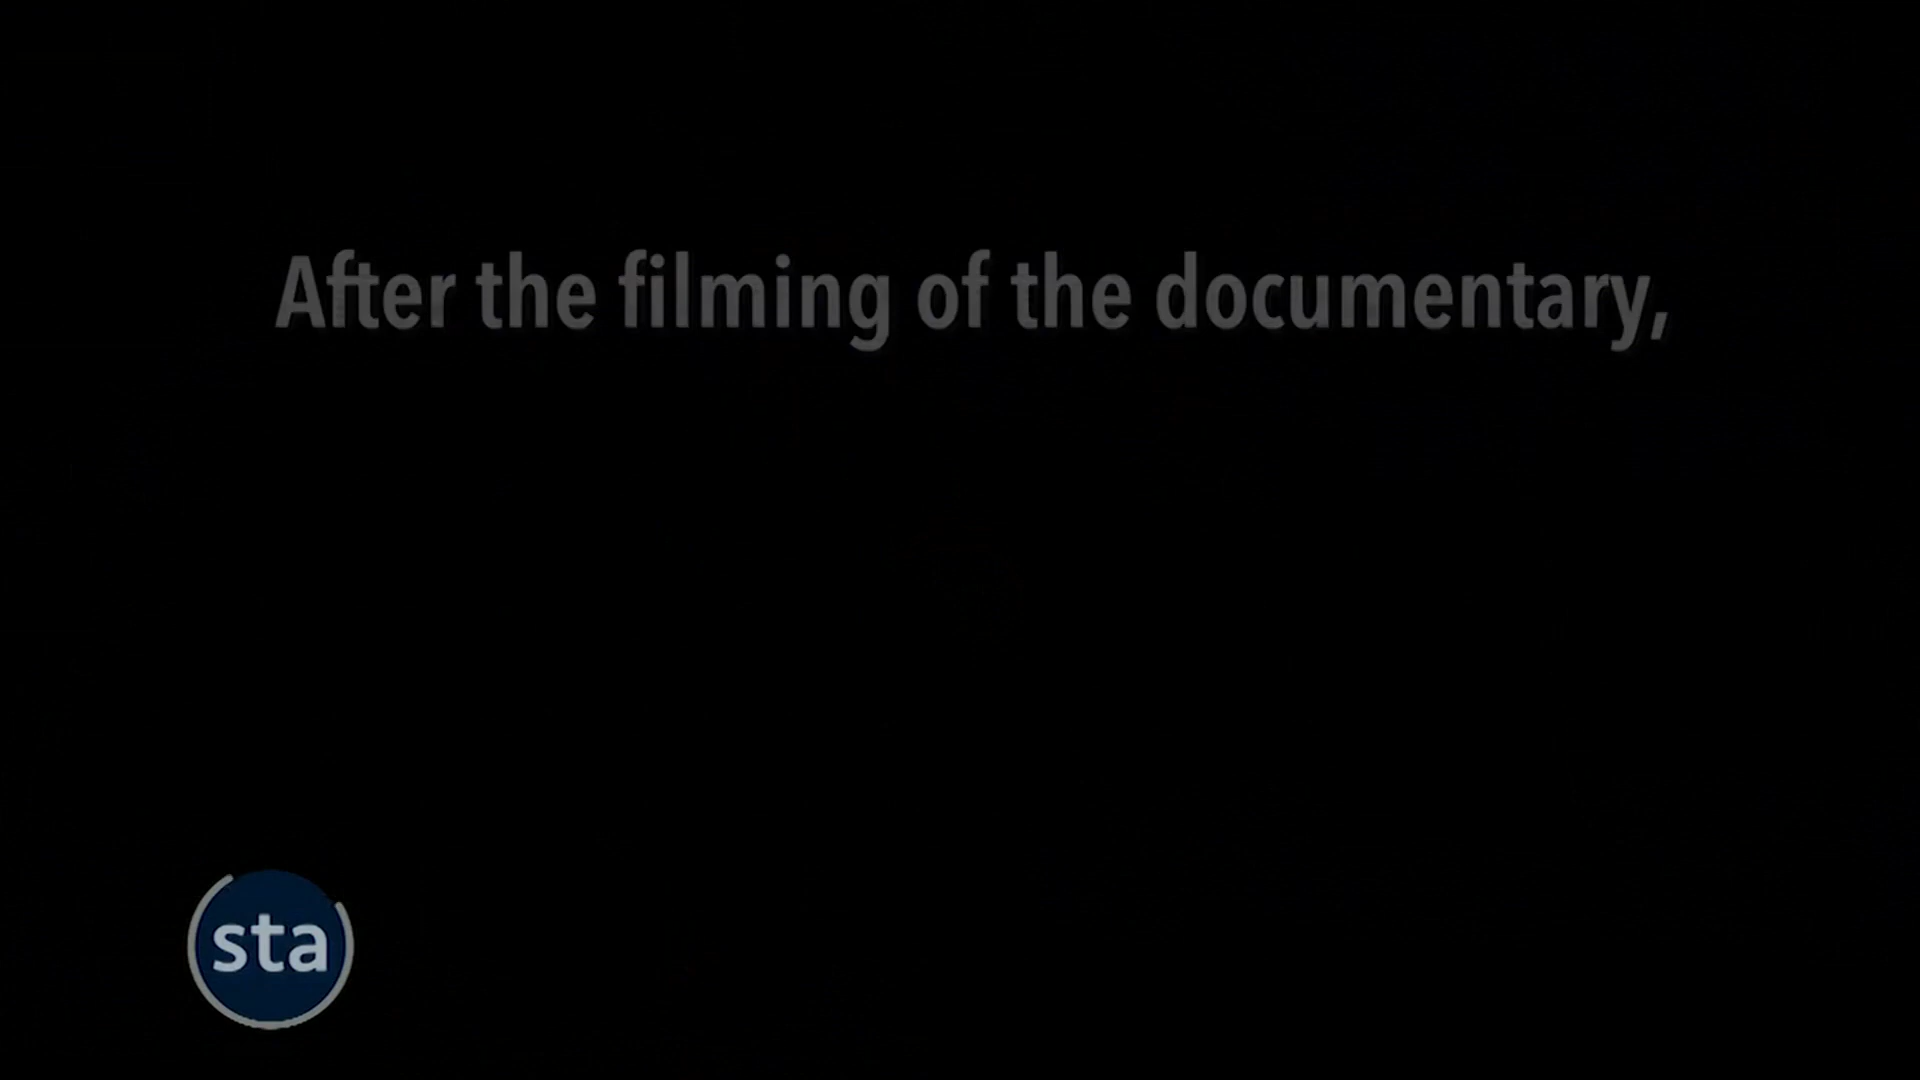 After the filming of the documentary,
sta